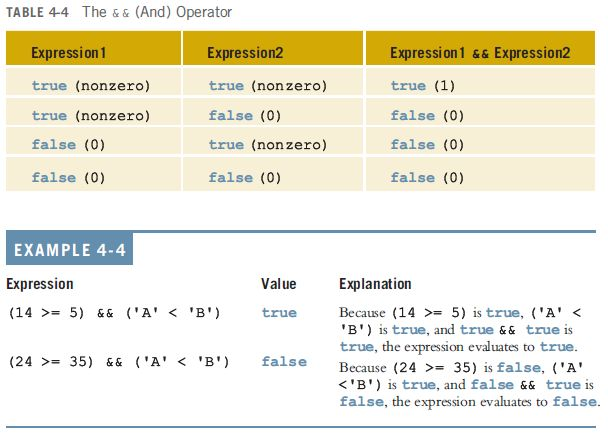 TABLE 4-4 The && (And) Operator
Expression1 Expression2 Expression1 && Expression2
true (nonzero) true (nonzero) true (1)
true (nonzero) false (0) false (0)
false (0) true (nonzero) false (0)
false (0) false (0) false (0)
EXAMPLE 4-4
Expression Value Explanation
(14 >= 5) && ('A' < 'B') true Because (14 >= 5) is true, ('A' <
'B') is true, and true && true is
true, the expression evaluates to true.
(24 >= 35) && ('A' < 'B') false Because (24 >= 35) is false, ('A'
<'B') is true, and false && true is
false, the expression evaluates to false.